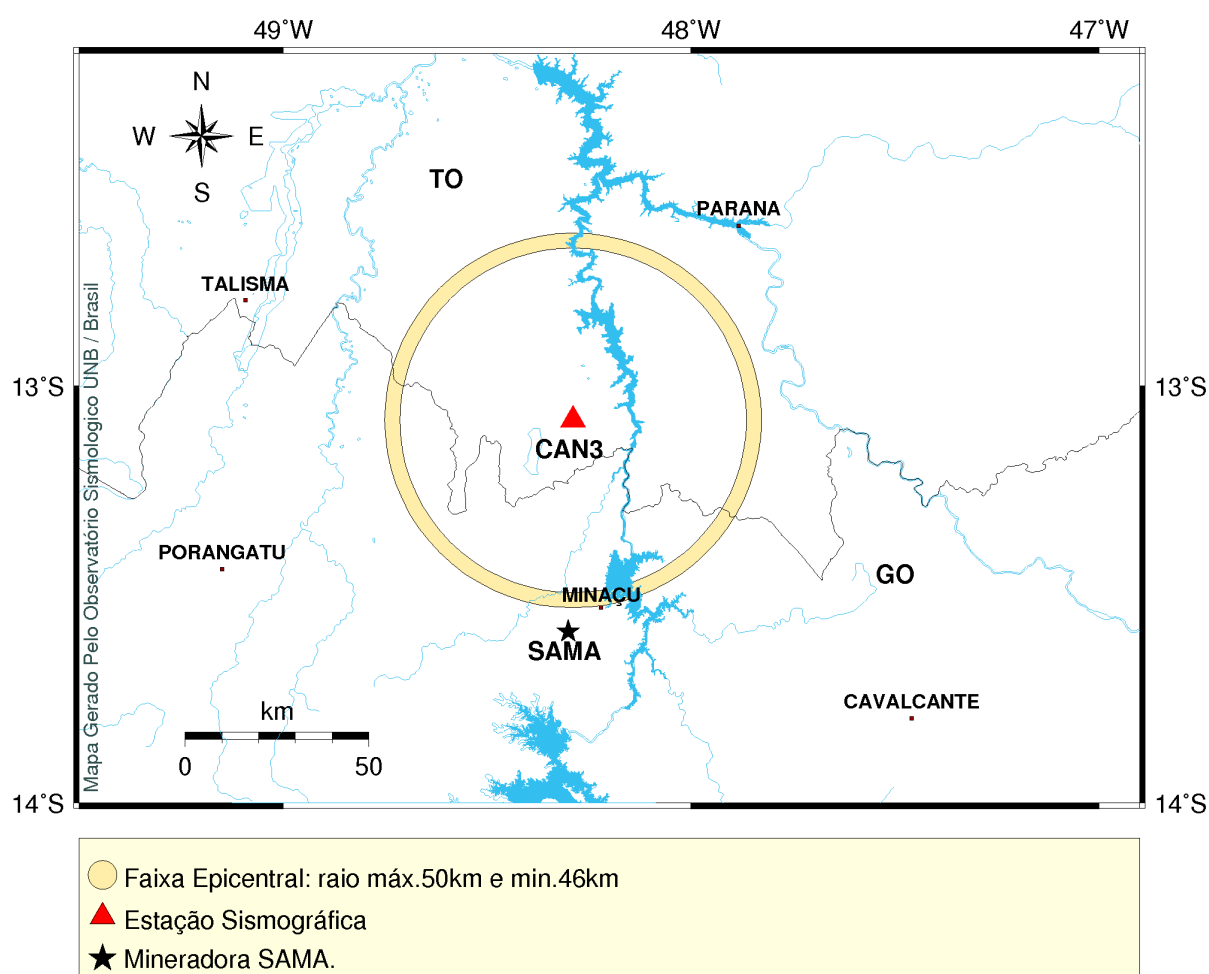 49°W
48°W
47°W
N
W
E
S
TO
PARANA
TALISMA
13°S
13°S
CAN3
PORANGATU
GO
MINAÇU
SAMA
CAVALCANTE
km
0
50
14°S
14°S
Mapa Gerado Pelo Observatório Sismologico UNB / Brasil
Faixa Epicentral: raio máx.50km e min.46km
Estação Sismográfica
Mineradora SAMA.